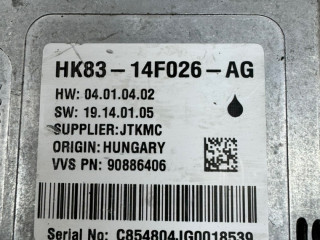 HK83-14F026-AG
HW: 04.01.04.02
SW: 19.14.01.05
SUPPLIER: JTKMC
ORIGIN: HUNGARY
VVS PN: 90886406
Serial No: C854804JG0018539